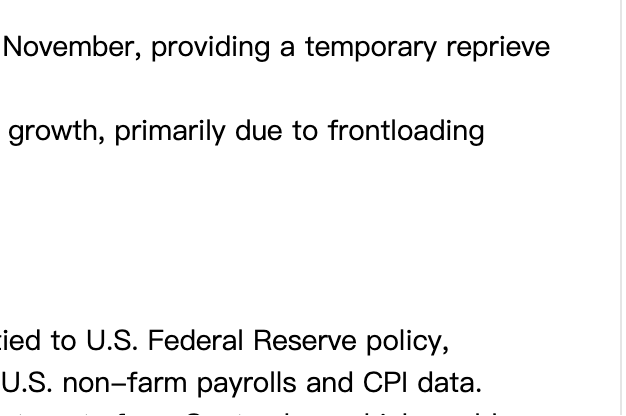 November, providing a temporary reprieve
growth, primarily due to frontloading
tied to U.S. Federal Reserve policy,
U.S. non–farm payrolls and CPI data.